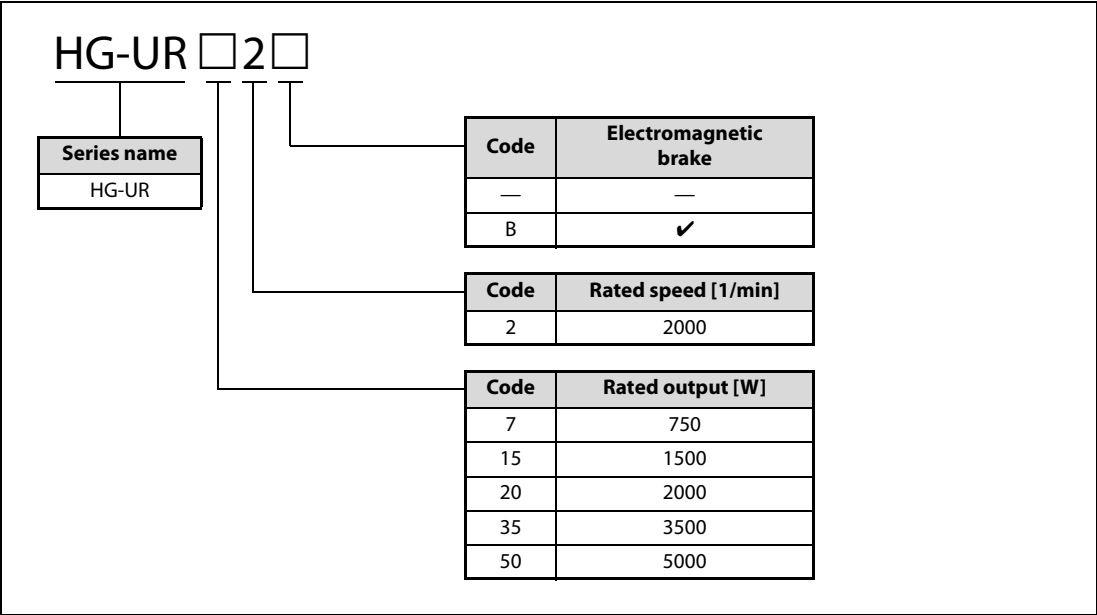 HG-UR □2□
Series name
HG-UR
Code Electromagnetic brake
— —
B ✔
Code Rated speed [1/min]
2 2000
Code Rated output [W]
7 750
15 1500
20 2000
35 3500
50 5000